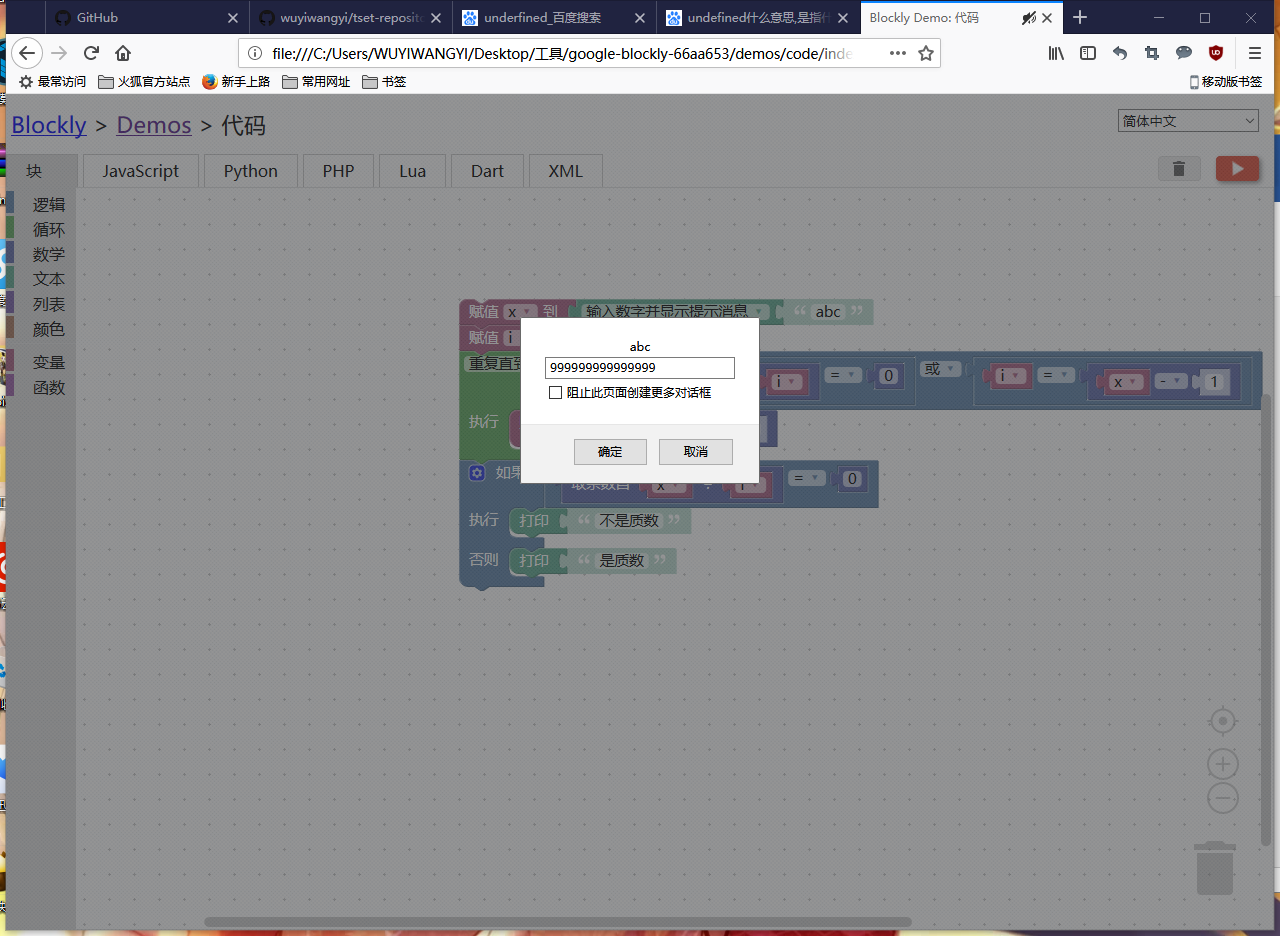 GitHub
wuyiwangyi/tset-reposito
underfined_百度搜索
undefined什么意思,是指什
Blockly Demo: 代码
file:///C:/Users/WUYIWANGYI/Desktop/工具/google-blockly-66aa653/demos/code/inde
最常访问 火狐官方站点 新手上路 常用网址 书签 移动版书签
Blockly > Demos > 代码
简体中文
块 JavaScript Python PHP Lua Dart XML
逻辑
循环
数学
文本
列表
颜色
变量
函数
赋值 x 到 输入数字并显示提示消息 “ abc ”
赋值 i
重复直到 i = 0 或 i = x - 1
执行
如果 = 0
执行 打印 “ 不是质数 ”
否则 打印 “ 是质数 ”
abc
999999999999999
阻止此页面创建更多对话框
确定 取消